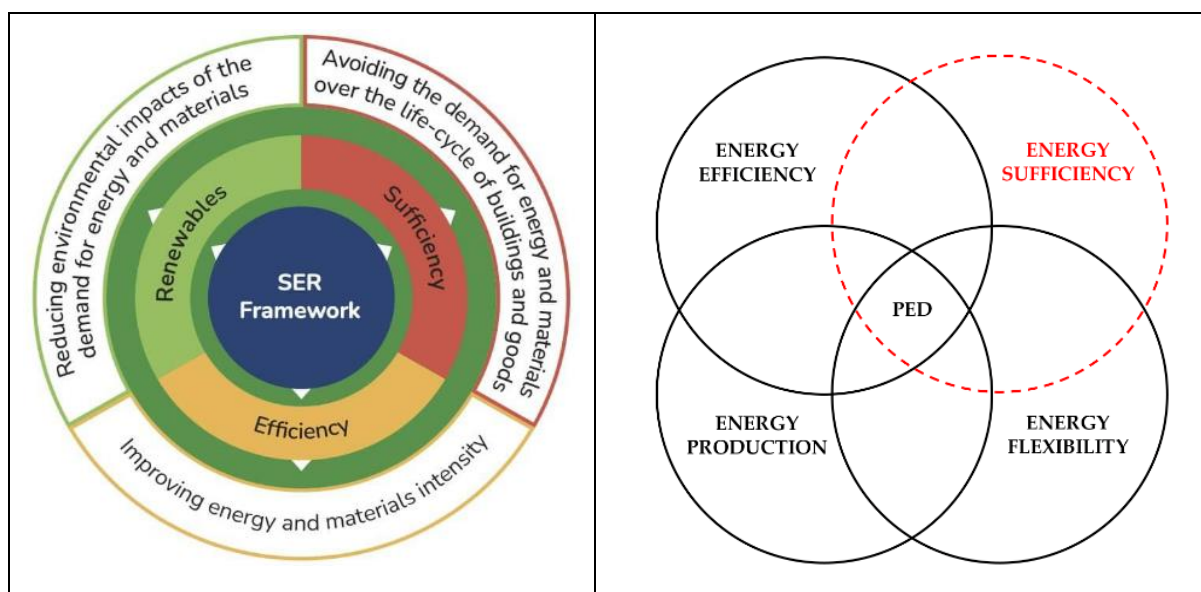 Reducing environmental impacts of the
demand for energy and materials
Avoiding the demand for energy and materials
over the life-cycle of buildings and goods
Renewables
Sufficiency
SER
Framework
Efficiency
Improving energy and materials intensity
ENERGY
EFFICIENCY
ENERGY
SUFFICIENCY
PED
ENERGY
PRODUCTION
ENERGY
FLEXIBILITY